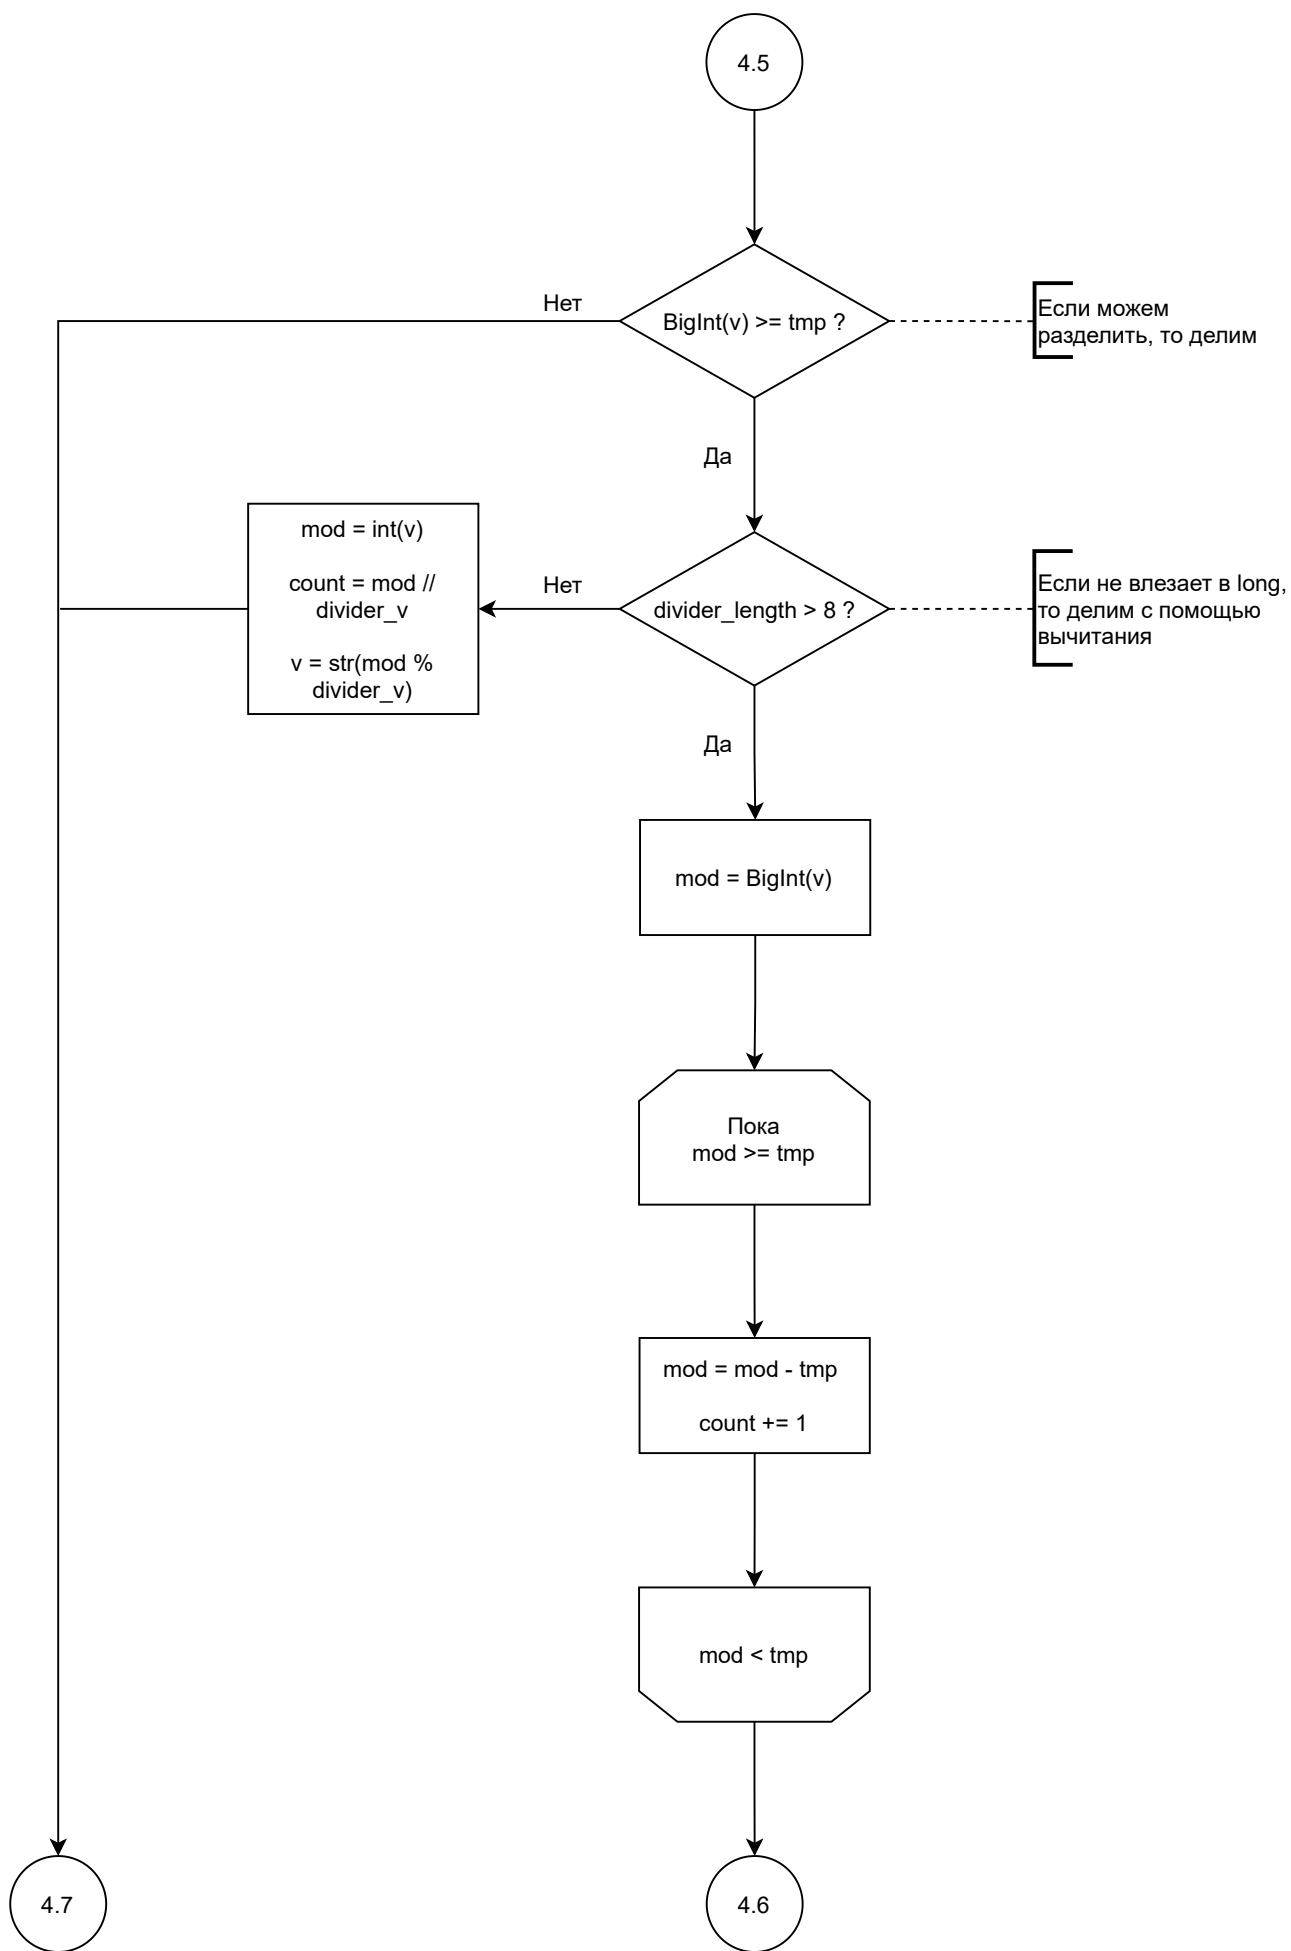 4.5
Нет
BigInt(v) >= tmp ?
Если можем
разделить, то делим
Да
mod = int(v)
count = mod //
divider_v
v = str(mod %
divider_v)
Нет
divider_length > 8 ?
Если не влезает в long,
то делим с помощью
вычитания
Да
mod = BigInt(v)
Пока
mod >= tmp
mod = mod - tmp
count += 1
mod < tmp
4.7
4.6